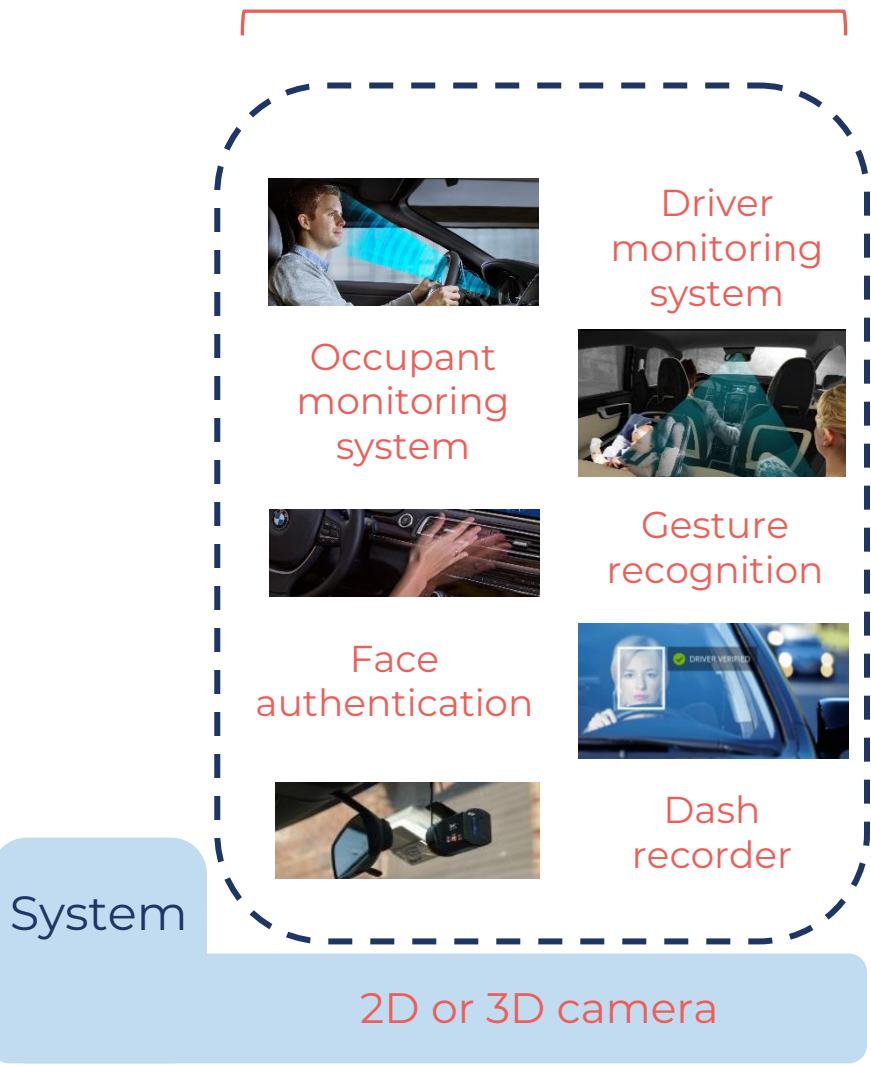 Driver
monitoring
system
Occupant
monitoring
system
Gesture
recognition
DRIVER VERIFIED
Face
authentication
Dash
recorder
System
2D or 3D camera